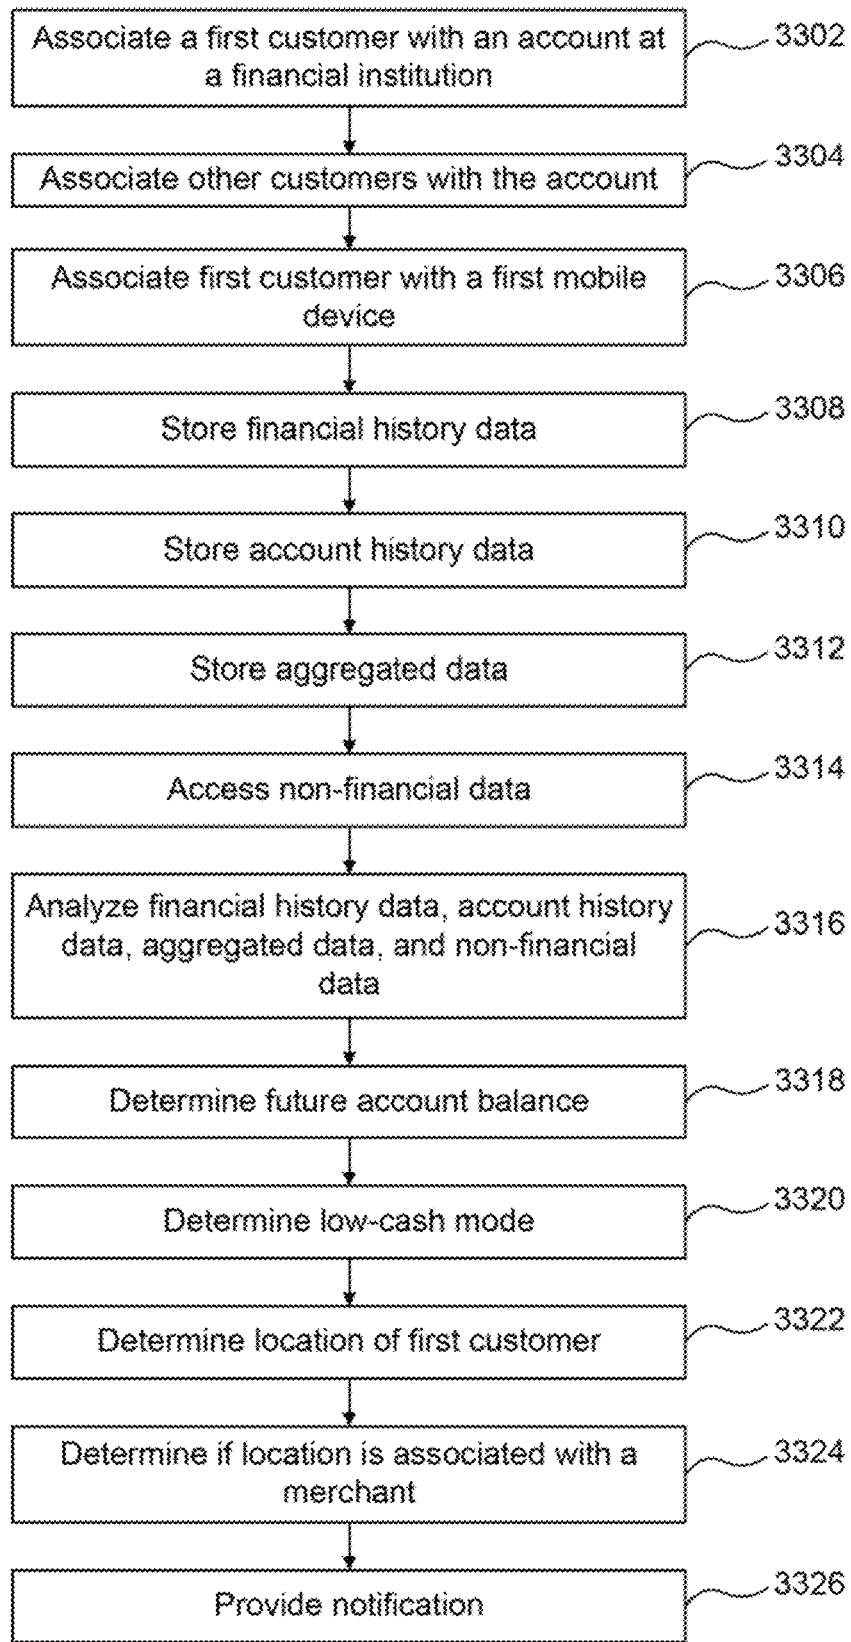 Associate a first customer with an account at
a financial institution
3302
Associate other customers with the account
3304
Associate first customer with a first mobile
device
3306
Store financial history data
3308
Store account history data
3310
Store aggregated data
3312
Access non-financial data
3314
Analyze financial history data, account history
data, aggregated data, and non-financial
data
3316
Determine future account balance
3318
Determine low-cash mode
3320
Determine location of first customer
3322
Determine if location is associated with a
merchant
3324
Provide notification
3326